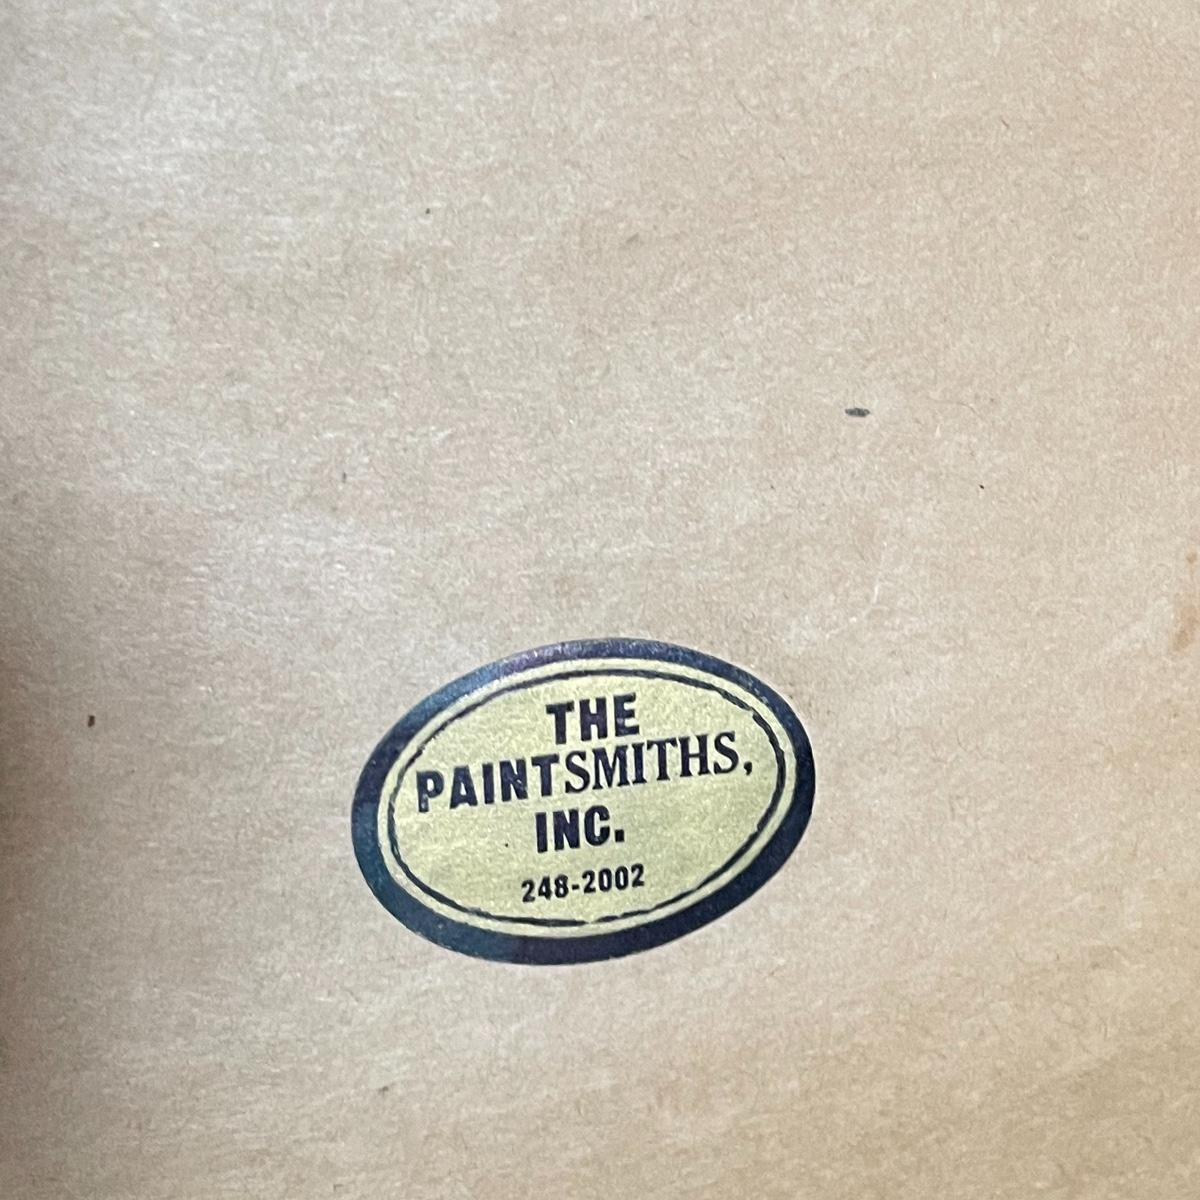 THE
PAINTSMITHS,
INC.
248-2002